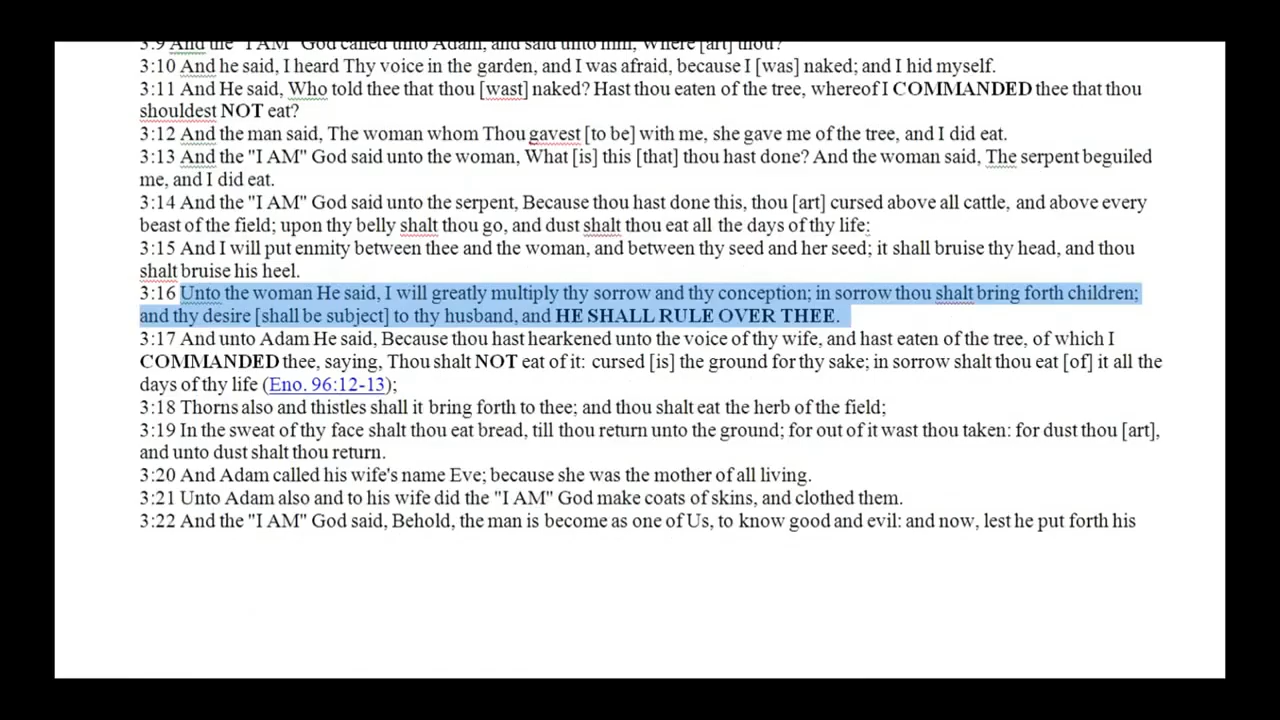 3:9 And the "I AM" God called unto Adam, and said unto him, Where [art] thou?
3:10 And he said, I heard Thy voice in the garden, and I was afraid, because I [was] naked; and I hid myself.
3:11 And He said, Who told thee that thou [wast] naked? Hast thou eaten of the tree, whereof I COMMANDED thee that thou
shouldest NOT eat?
3:12 And the man said, The woman whom Thou gavest [to be] with me, she gave me of the tree, and I did eat.
3:13 And the "I AM" God said unto the woman, What [is] this [that] thou hast done? And the woman said, The serpent beguiled
me, and I did eat.
3:14 And the "I AM" God said unto the serpent, Because thou hast done this, thou [art] cursed above all cattle, and above every
beast of the field; upon thy belly shalt thou go, and dust shalt thou eat all the days of thy life:
3:15 And I will put enmity between thee and the woman, and between thy seed and her seed; it shall bruise thy head, and thou
shalt bruise his heel.
3:16 Unto the woman He said, I will greatly multiply thy sorrow and thy conception; in sorrow thou shalt bring forth children;
and thy desire [shall be subject] to thy husband, and HE SHALL RULE OVER THEE.
3:17 And unto Adam He said, Because thou hast hearkened unto the voice of thy wife, and hast eaten of the tree, of which I
COMMANDED thee, saying, Thou shalt NOT eat of it: cursed [is] the ground for thy sake; in sorrow shalt thou eat [of] it all the
days of thy life (Eno. 96:12-13);
3:18 Thorns also and thistles shall it bring forth to thee; and thou shalt eat the herb of the field;
3:19 In the sweat of thy face shalt thou eat bread, till thou return unto the ground; for out of it wast thou taken: for dust thou [art],
and unto dust shalt thou return.
3:20 And Adam called his wife's name Eve; because she was the mother of all living.
3:21 Unto Adam also and to his wife did the "I AM" God make coats of skins, and clothed them.
3:22 And the "I AM" God said, Behold, the man is become as one of Us, to know good and evil: and now, lest he put forth his